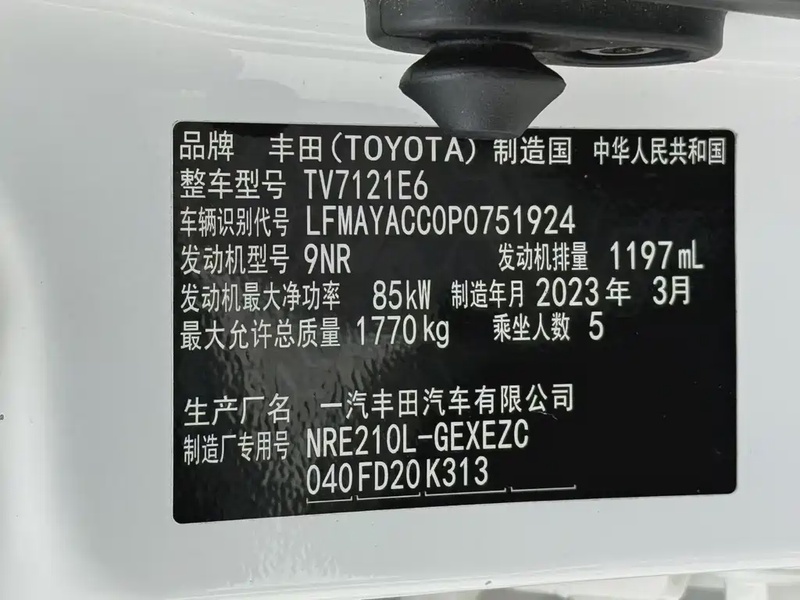 品牌 丰田(TOYOTA) 制造国 中华人民共和国
整车型号 TV7121E6
车辆识别代号 LFMAYACC0P0751924
发动机型号 9NR 发动机排量 1197mL
发动机最大净功率 85kW 制造年月 2023年 3月
最大允许总质量 1770kg 乘坐人数 5
生产厂名 一汽丰田汽车有限公司
制造厂专用号 NRE210L-GEXEZC
040 FD20 K313